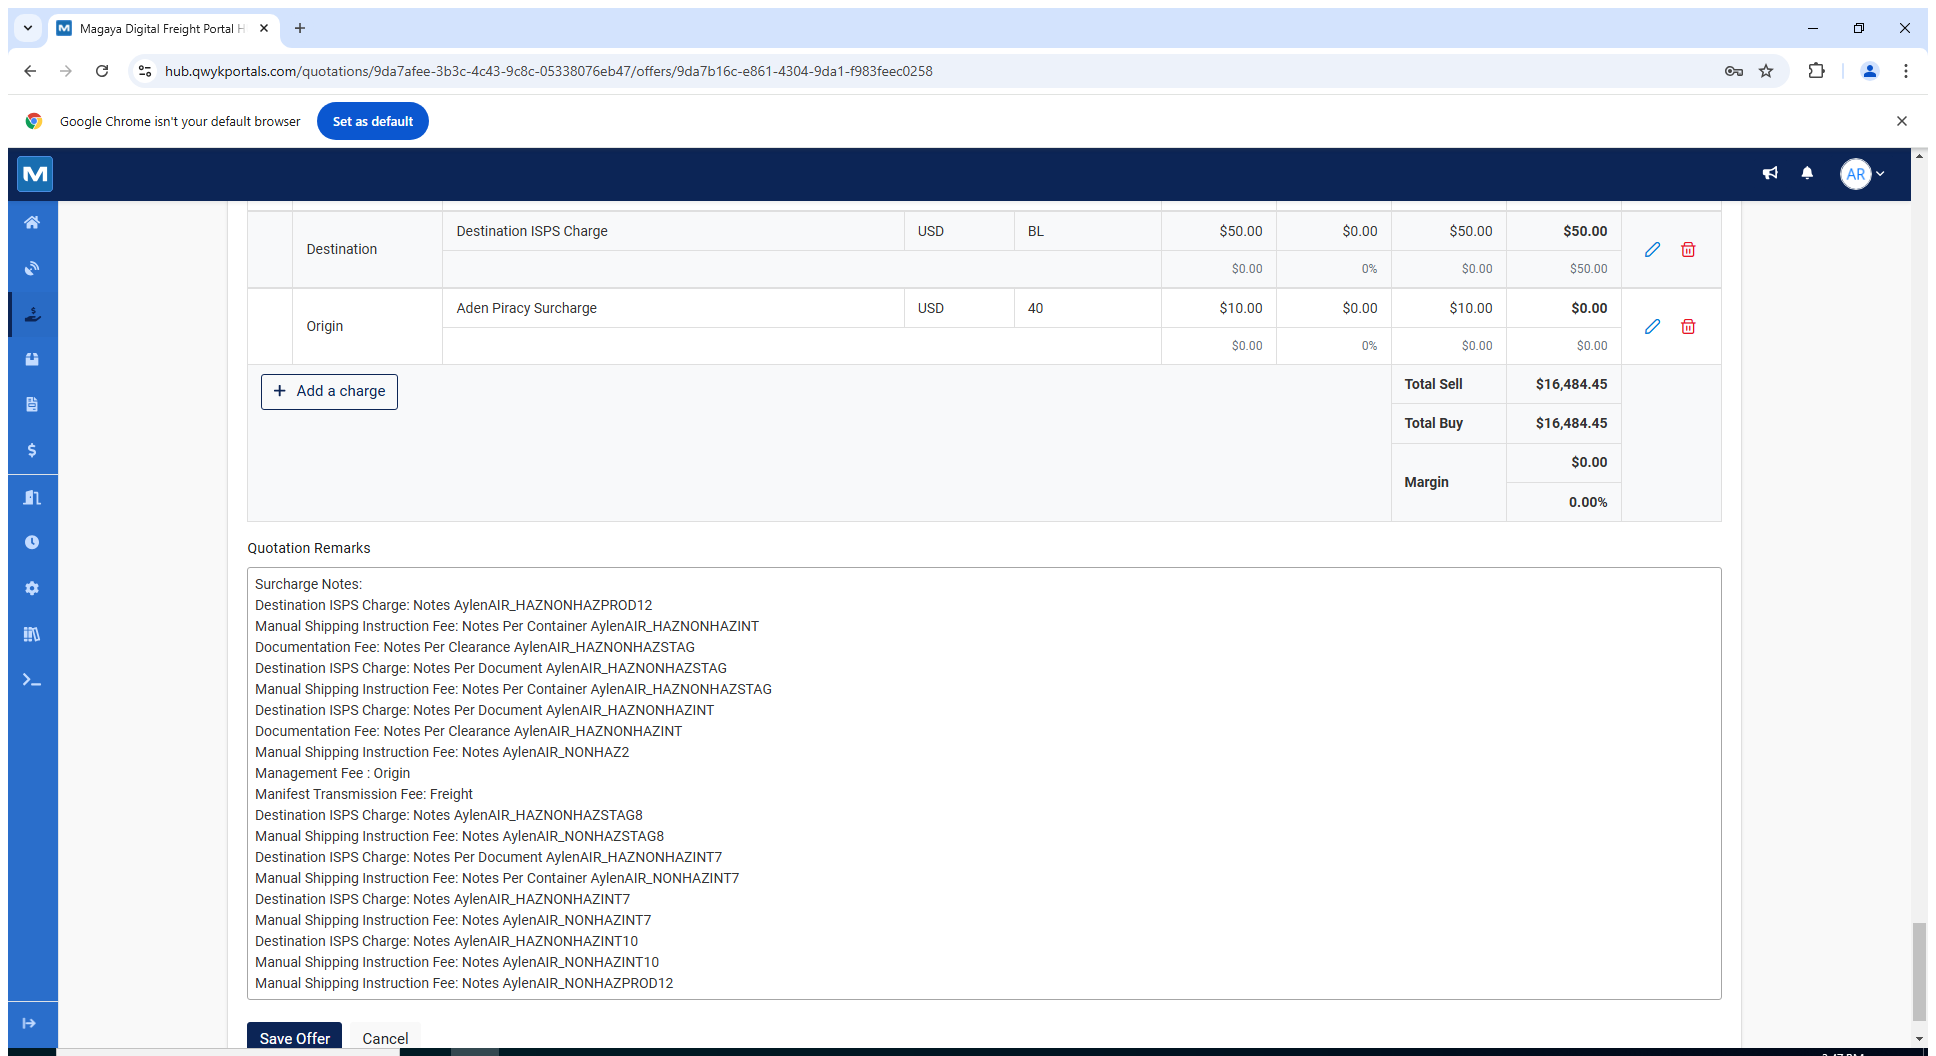 Magaya Digital Freight Portal H
hub.qwykportals.com/quotations/9da7afee-3b3c-4c43-9c8c-05338076eb47/offers/9da7b16c-e861-4304-9da1-f983feec0258
Google Chrome isn't your default browser
Set as default
AR
Destination
Destination ISPS Charge USD BL $50.00 $0.00 $50.00 $50.00
$0.00 0% $0.00 $50.00
Origin
Aden Piracy Surcharge USD 40 $10.00 $0.00 $10.00 $0.00
$0.00 0% $0.00 $0.00
+ Add a charge
Total Sell $16,484.45
Total Buy $16,484.45
Margin
$0.00
0.00%
Quotation Remarks
Surcharge Notes:
Destination ISPS Charge: Notes AylenAIR_HAZNONHAZPROD12
Manual Shipping Instruction Fee: Notes Per Container AylenAIR_HAZNONHAZINT
Documentation Fee: Notes Per Clearance AylenAIR_HAZNONHAZSTAG
Destination ISPS Charge: Notes Per Document AylenAIR_HAZNONHAZSTAG
Manual Shipping Instruction Fee: Notes Per Container AylenAIR_HAZNONHAZSTAG
Destination ISPS Charge: Notes Per Document AylenAIR_HAZNONHAZINT
Documentation Fee: Notes Per Clearance AylenAIR_HAZNONHAZINT
Manual Shipping Instruction Fee: Notes AylenAIR_NONHAZ2
Management Fee : Origin
Manifest Transmission Fee: Freight
Destination ISPS Charge: Notes AylenAIR_HAZNONHAZSTAG8
Manual Shipping Instruction Fee: Notes AylenAIR_NONHAZSTAG8
Destination ISPS Charge: Notes Per Document AylenAIR_HAZNONHAZINT7
Manual Shipping Instruction Fee: Notes Per Container AylenAIR_NONHAZINT7
Destination ISPS Charge: Notes AylenAIR_HAZNONHAZINT7
Manual Shipping Instruction Fee: Notes AylenAIR_NONHAZINT7
Destination ISPS Charge: Notes AylenAIR_HAZNONHAZINT10
Manual Shipping Instruction Fee: Notes AylenAIR_NONHAZINT10
Manual Shipping Instruction Fee: Notes AylenAIR_NONHAZPROD12
Save Offer
Cancel